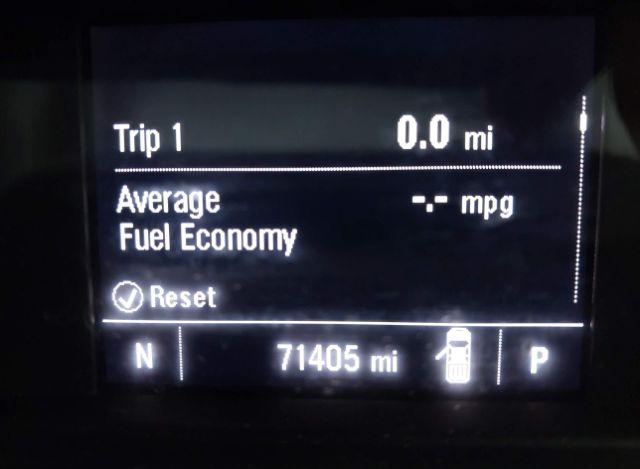 Trip 1 0.0 mi
Average -.- mpg
Fuel Economy
Reset
N 71405 mi P